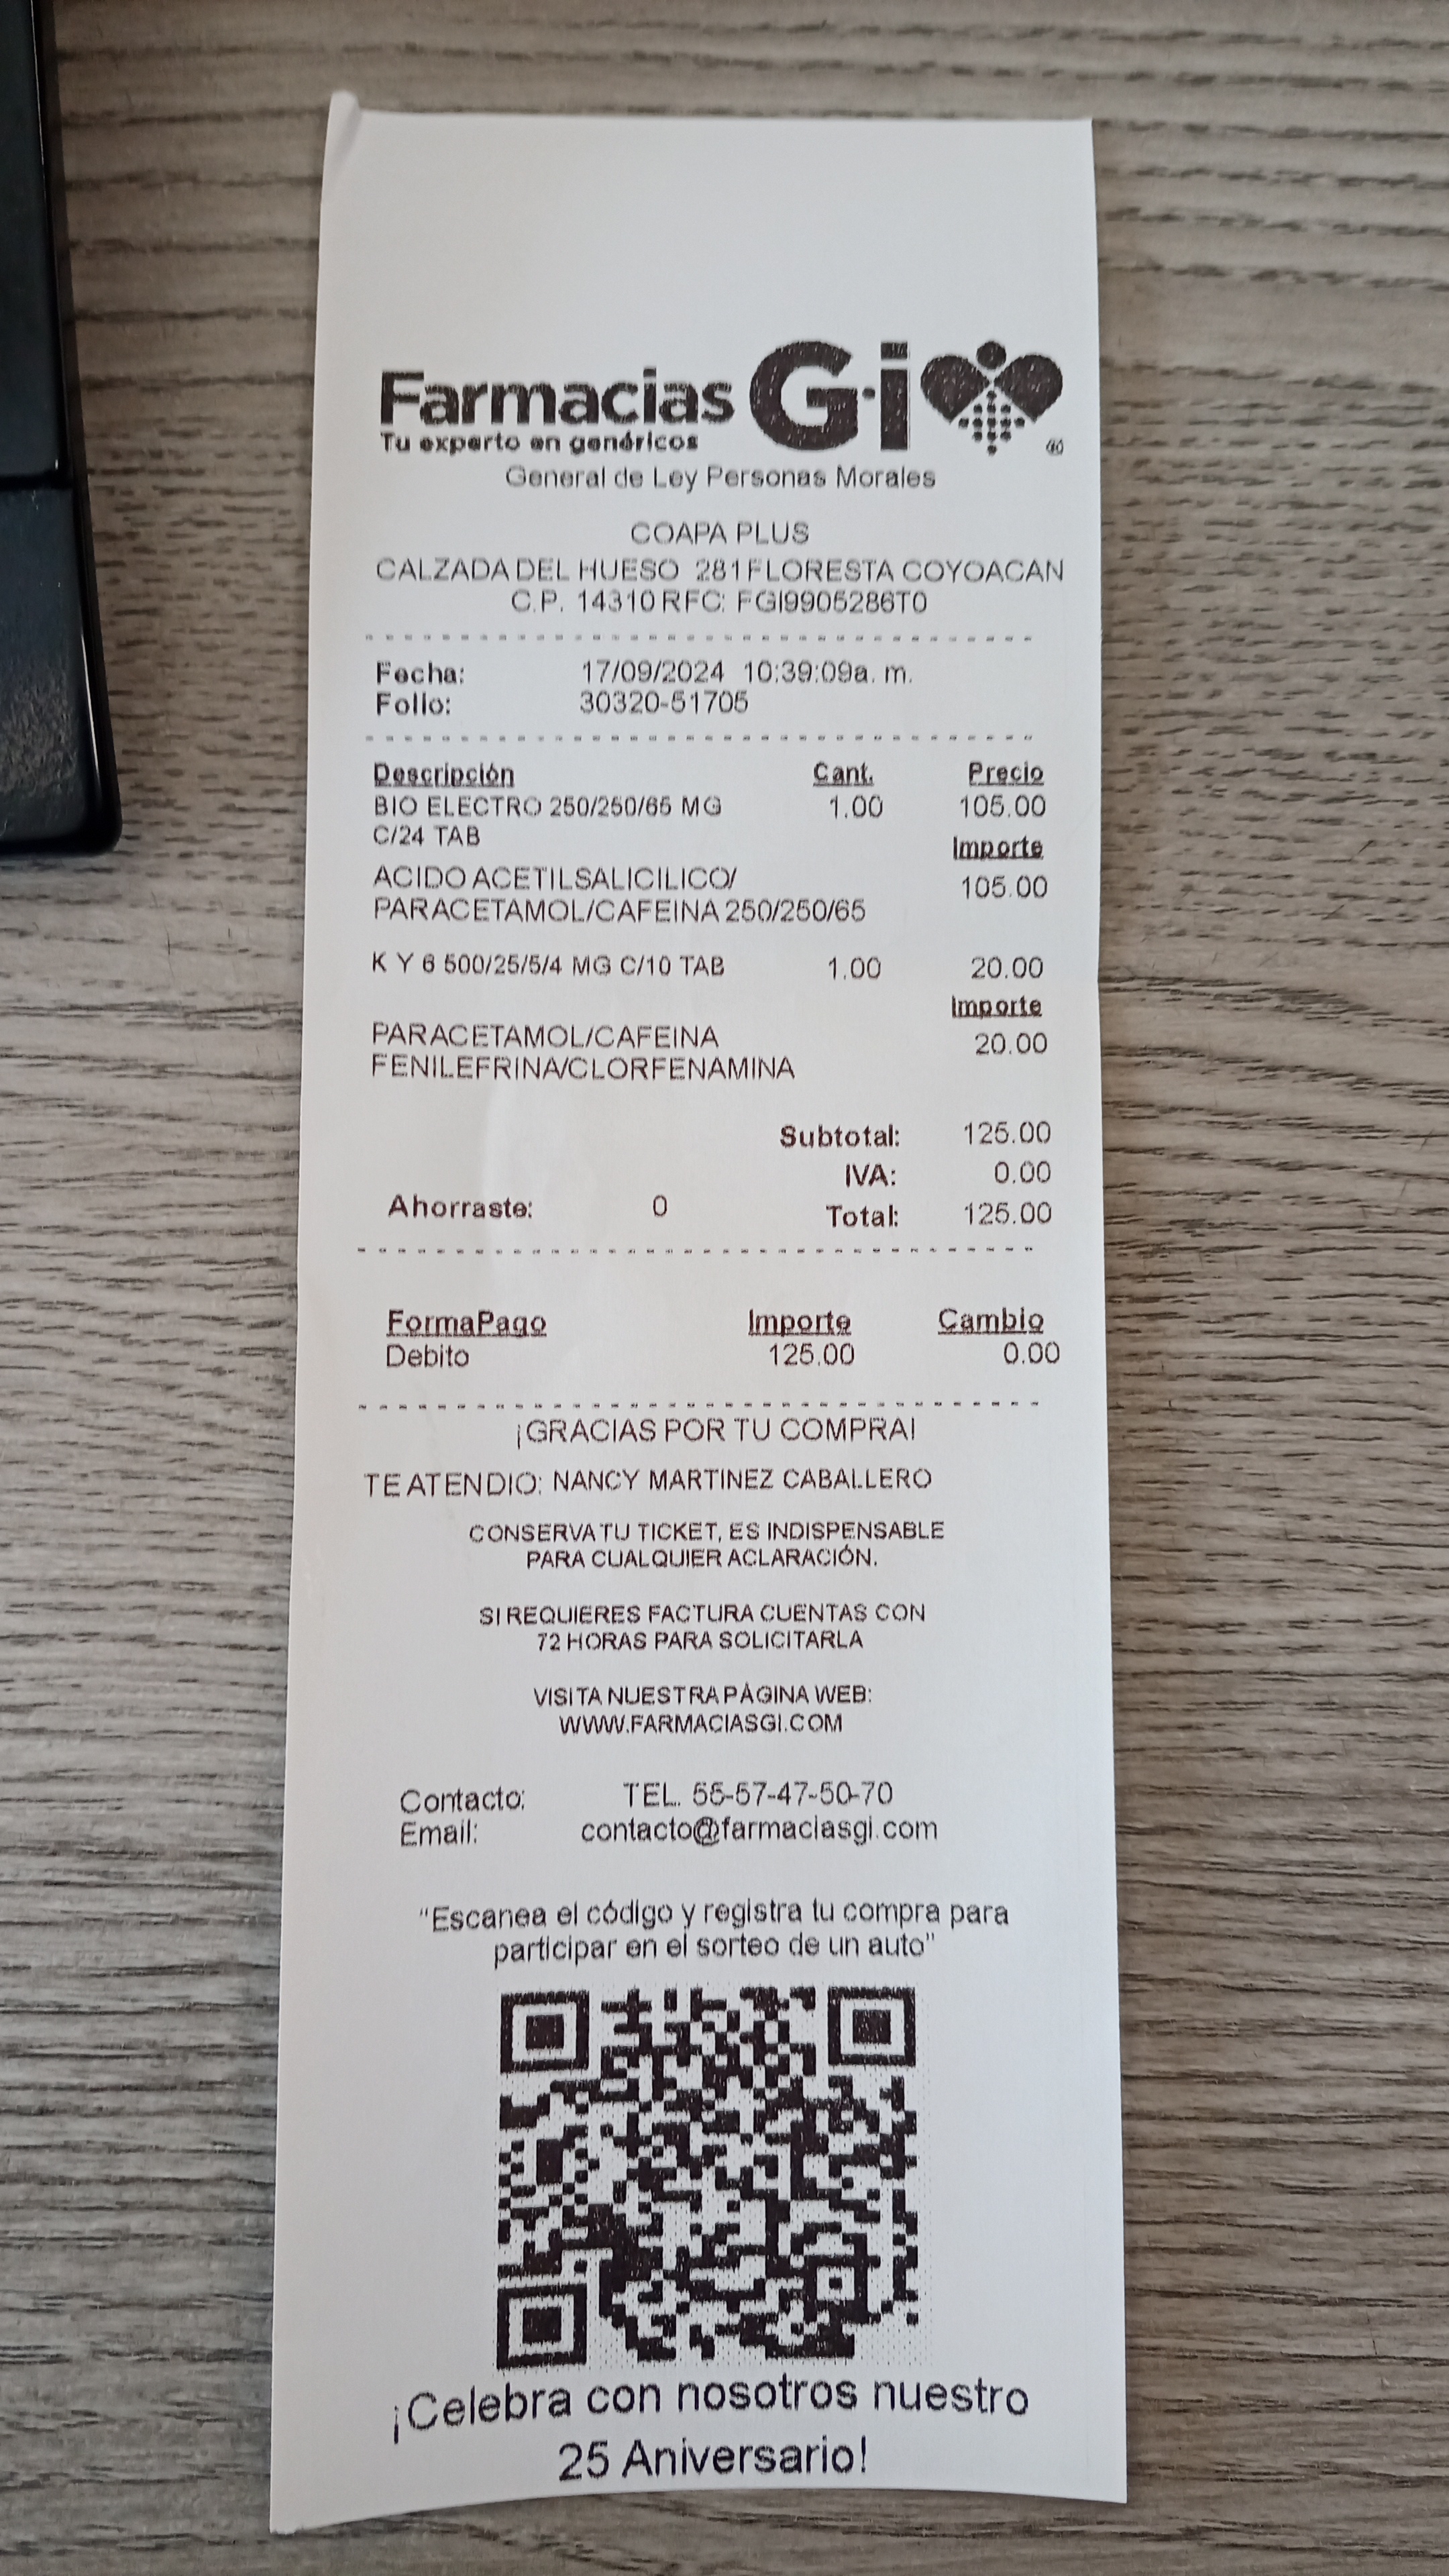 Farmacias G·i
Tu experto en genéricos
General de Ley Personas Morales
COAPA PLUS
CALZADA DEL HUESO 281 FLORESTA COYOACAN
C.P. 14310 RFC: FGI9905286T0
Fecha: 17/09/2024 10:39:09a. m.
Folio: 30320-51705
Descripción Cant. Precio
BIO ELECTRO 250/250/65 MG 1.00 105.00
C/24 TAB
Importe
ACIDO ACETILSALICILICO/ 105.00
PARACETAMOL/CAFEINA 250/250/65
K Y 6 500/25/5/4 MG C/10 TAB 1.00 20.00
Importe
PARACETAMOL/CAFEINA 20.00
FENILEFRINA/CLORFENAMINA
Subtotal: 125.00
IVA: 0.00
Ahorraste: 0 Total: 125.00
FormaPago Importe Cambio
Debito 125.00 0.00
¡GRACIAS POR TU COMPRA!
TE ATENDIO: NANCY MARTINEZ CABALLERO
CONSERVA TU TICKET, ES INDISPENSABLE
PARA CUALQUIER ACLARACIÓN.
SI REQUIERES FACTURA CUENTAS CON
72 HORAS PARA SOLICITARLA
VISITA NUESTRA PÁGINA WEB:
WWW.FARMACIASGI.COM
Contacto: TEL. 55-57-47-50-70
Email: contacto@farmaciasgi.com
“Escanea el código y registra tu compra para
participar en el sorteo de un auto”
¡Celebra con nosotros nuestro
25 Aniversario!